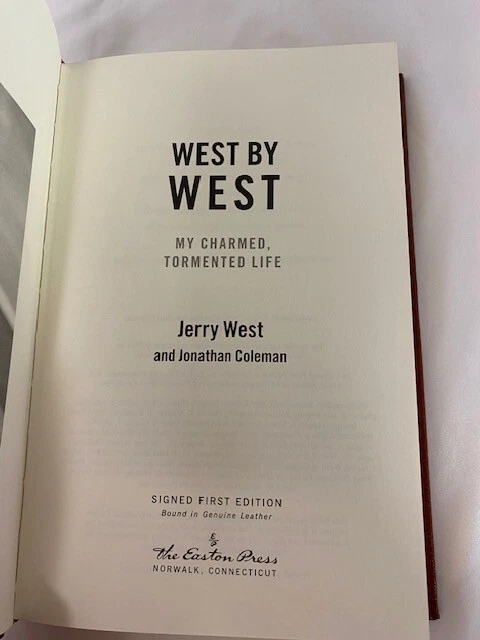 WEST BY
WEST
MY CHARMED,
TORMENTED LIFE
Jerry West
and Jonathan Coleman
SIGNED FIRST EDITION
Bound in Genuine Leather
E/P
The Easton Press
NORWALK, CONNECTICUT